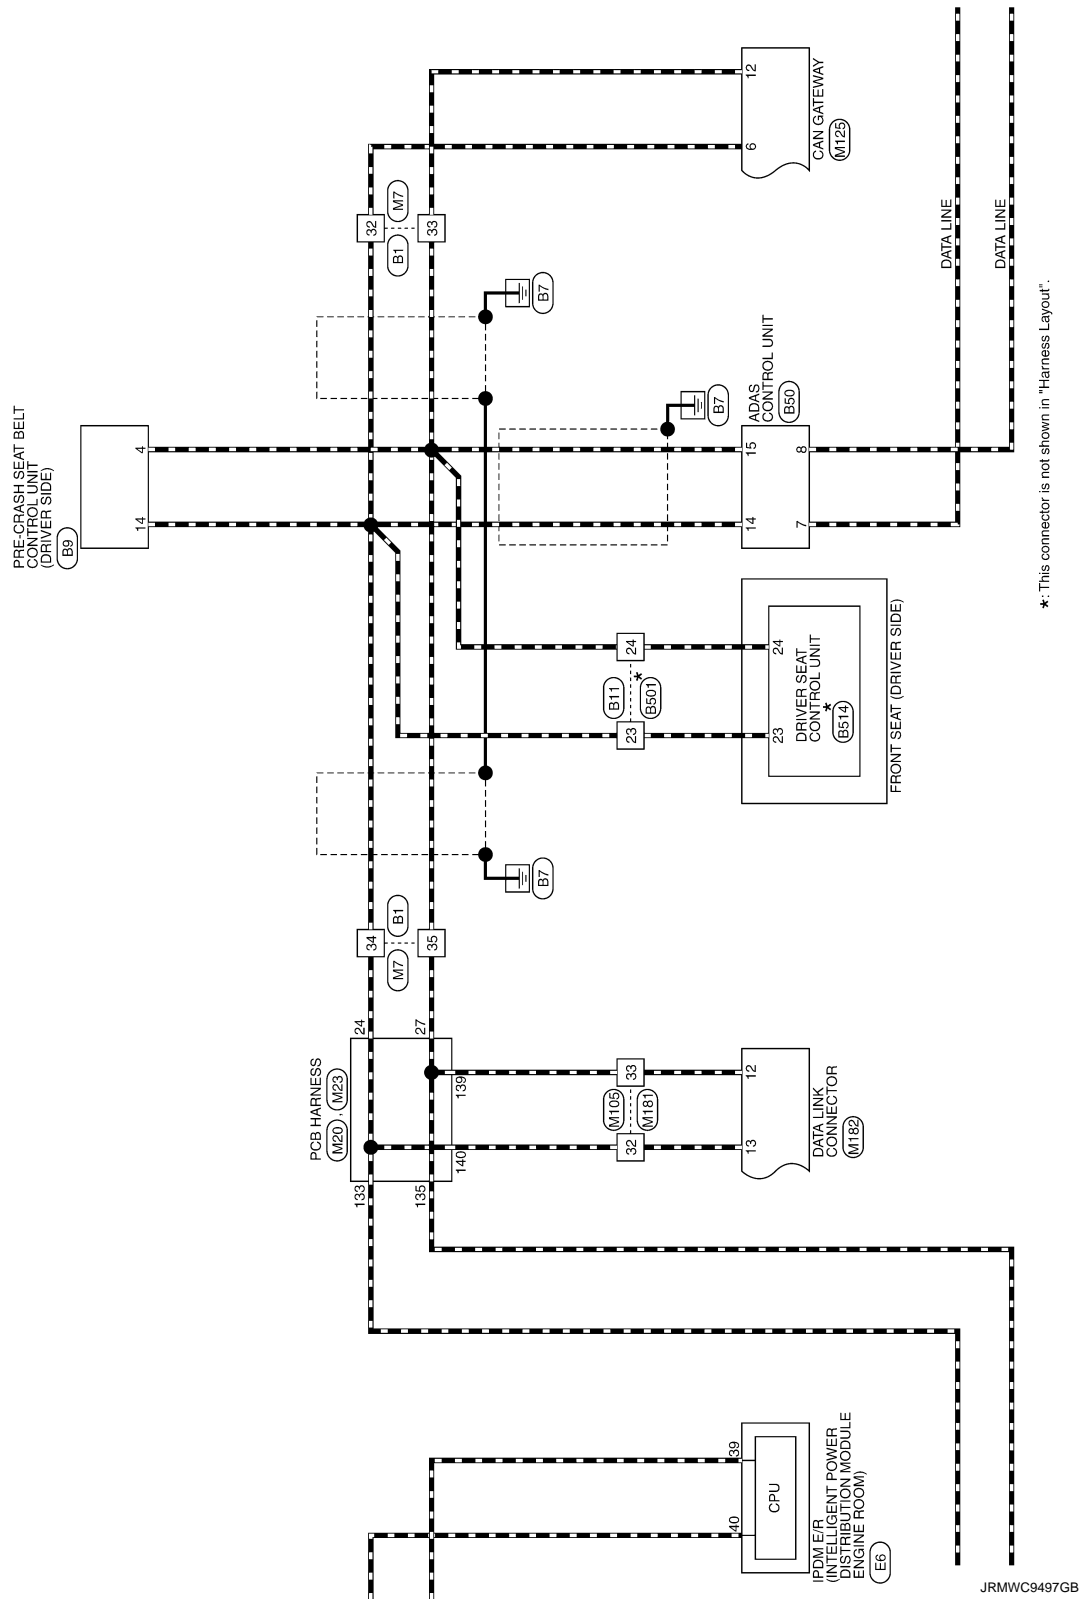 PRE-CRASH SEAT BELT
CONTROL UNIT
(DRIVER SIDE)
B9
4
14
12
6
CAN GATEWAY
M125
32
33
M7
B1
B7
B7
ADAS
CONTROL UNIT
B50
15
14
8
7
DATA LINE
DATA LINE
24
23
B11
B501
*
24
23
DRIVER SEAT
CONTROL UNIT
*
B514
FRONT SEAT (DRIVER SIDE)
B7
34
35
B1
M7
PCB HARNESS
M20 , M23
24
27
139
140
133
135
33
32
M105
M181
12
13
DATA LINK
CONNECTOR
M182
39
40
CPU
IPDM E/R
(INTELLIGENT POWER
DISTRIBUTION MODULE
ENGINE ROOM)
E6
*: This connector is not shown in "Harness Layout".
JRMWC9497GB